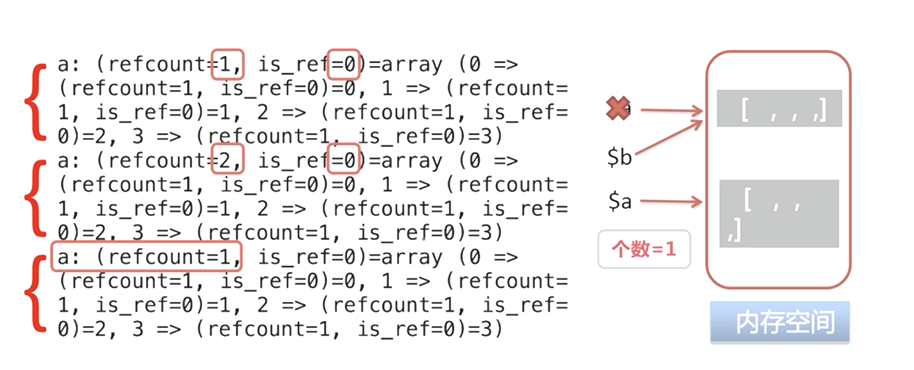 a: (refcount=1, is_ref=0)=array (0 =>
(refcount=1, is_ref=0)=0, 1 => (refcount=
1, is_ref=0)=1, 2 => (refcount=1, is_ref=
0)=2, 3 => (refcount=1, is_ref=0)=3)
a: (refcount=2, is_ref=0)=array (0 =>
(refcount=1, is_ref=0)=0, 1 => (refcount=
1, is_ref=0)=1, 2 => (refcount=1, is_ref=
0)=2, 3 => (refcount=1, is_ref=0)=3)
a: (refcount=1, is_ref=0)=array (0 =>
(refcount=1, is_ref=0)=0, 1 => (refcount=
1, is_ref=0)=1, 2 => (refcount=1, is_ref=
0)=2, 3 => (refcount=1, is_ref=0)=3)
[ , , ,]
$b
$a
[ , ,
,]
个数=1
内存空间